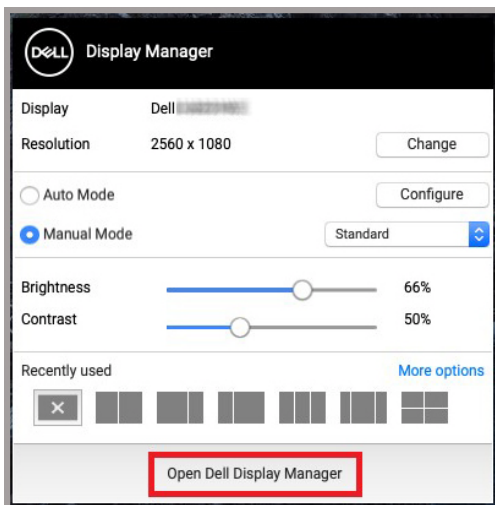 DELL Display Manager
Display Dell
Resolution 2560 x 1080 Change
Auto Mode Configure
Manual Mode Standard
Brightness 66%
Contrast 50%
Recently used More options
Open Dell Display Manager